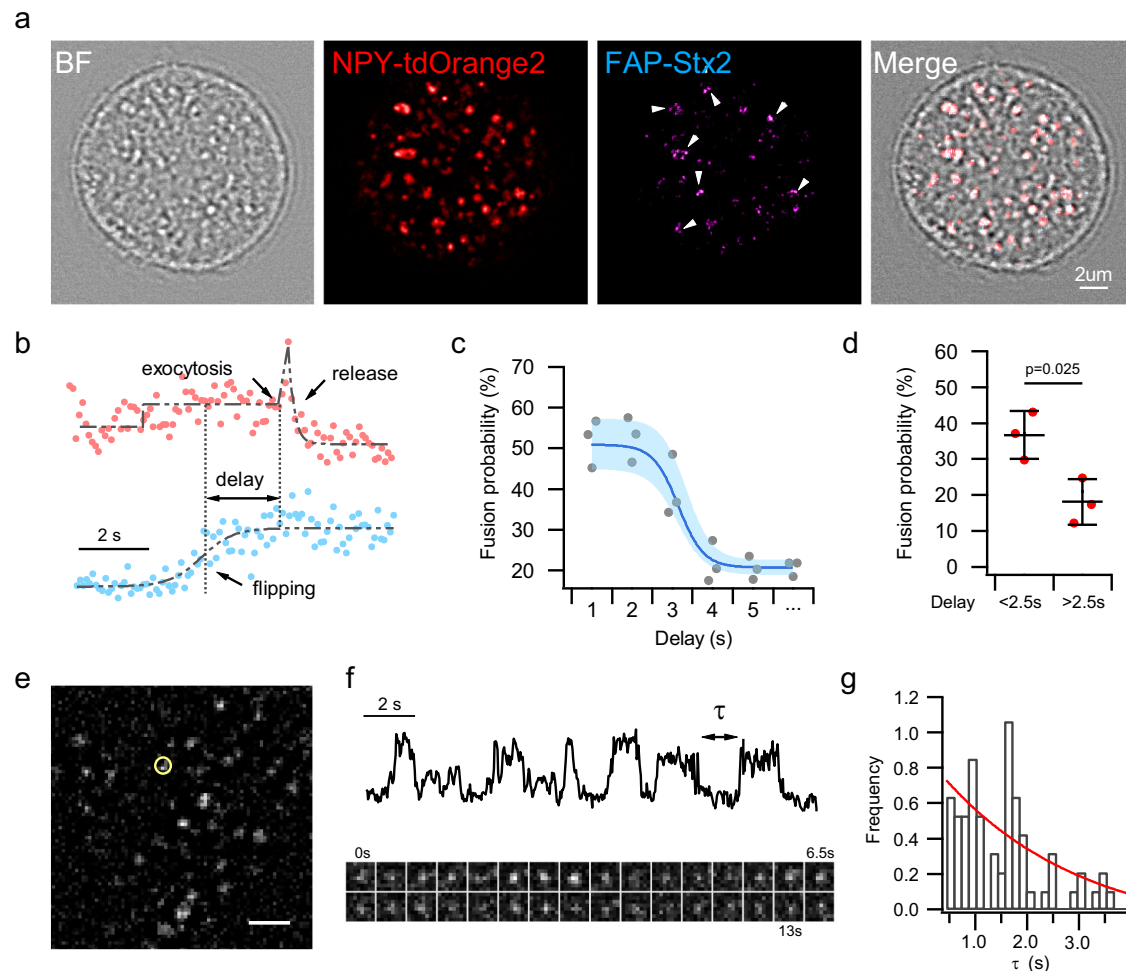 a
BF
NPY-tdOrange2
FAP-Stx2
Merge
2um
b
exocytosis
release
delay
2 s
flipping
c
Fusion probability (%)
70
60
50
40
30
20
1 2 3 4 5 ...
Delay (s)
d
Fusion probability (%)
60
50
40
30
20
10
0
p=0.025
Delay <2.5s >2.5s
e
f
2 s
τ
0s 6.5s
13s
g
Frequency
1.2
1.0
0.8
0.6
0.4
0.2
0.0
1.0 2.0 3.0
τ (s)